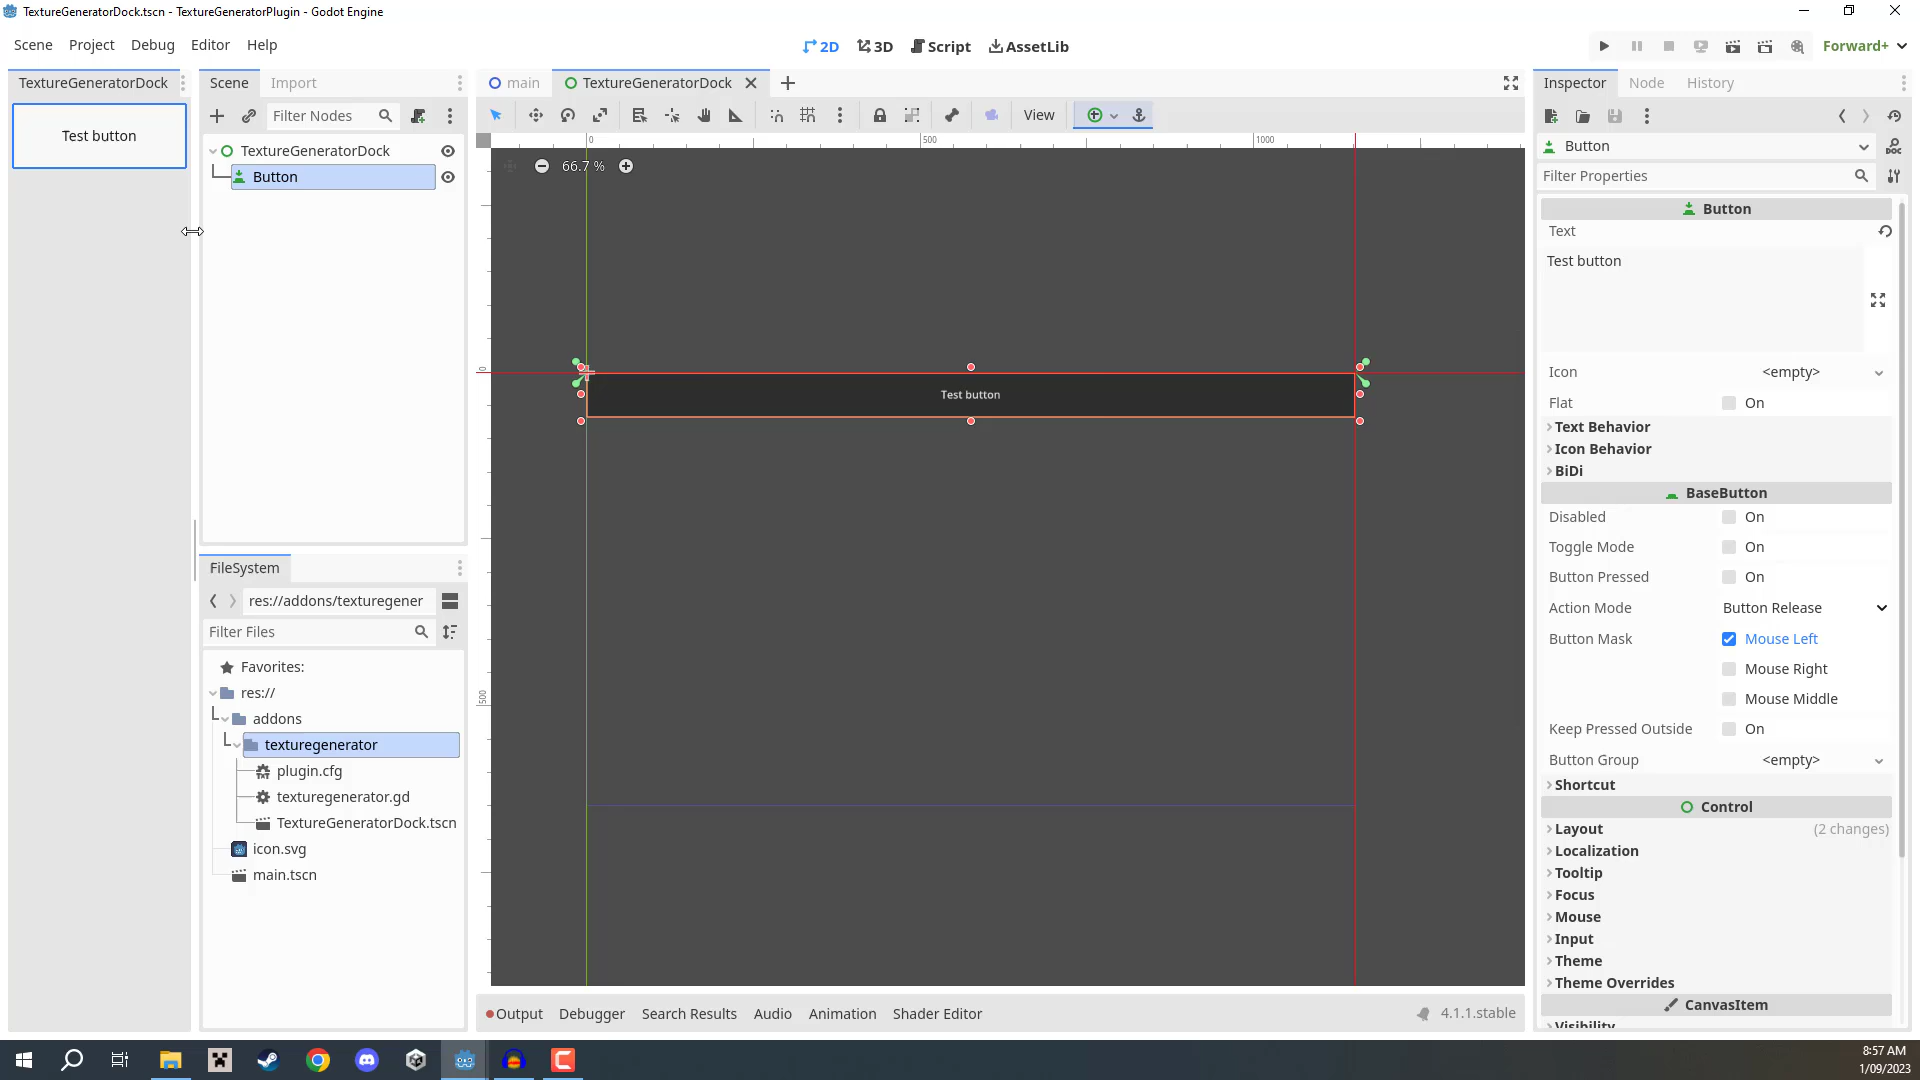 TextureGeneratorDock.tscn - TextureGeneratorPlugin - Godot Engine
Scene Project Debug Editor Help
2D 3D Script AssetLib
Forward+
TextureGeneratorDock
Test button
Scene Import
Filter Nodes
TextureGeneratorDock
Button
FileSystem
res://addons/texturegener
Filter Files
Favorites:
res://
addons
texturegenerator
plugin.cfg
texturegenerator.gd
TextureGeneratorDock.tscn
icon.svg
main.tscn
main TextureGeneratorDock
View
0 500 1000
66.7 %
0
Test button
500
Output Debugger Search Results Audio Animation Shader Editor
4.1.1.stable
Inspector Node History
Button
Filter Properties
Button
Text
Test button
Icon <empty>
Flat On
Text Behavior
Icon Behavior
BiDi
BaseButton
Disabled On
Toggle Mode On
Button Pressed On
Action Mode Button Release
Button Mask Mouse Left
Mouse Right
Mouse Middle
Keep Pressed Outside On
Button Group <empty>
Shortcut
Control
Layout (2 changes)
Localization
Tooltip
Focus
Mouse
Input
Theme
Theme Overrides
CanvasItem
Visibility
8:57 AM
1/09/2023